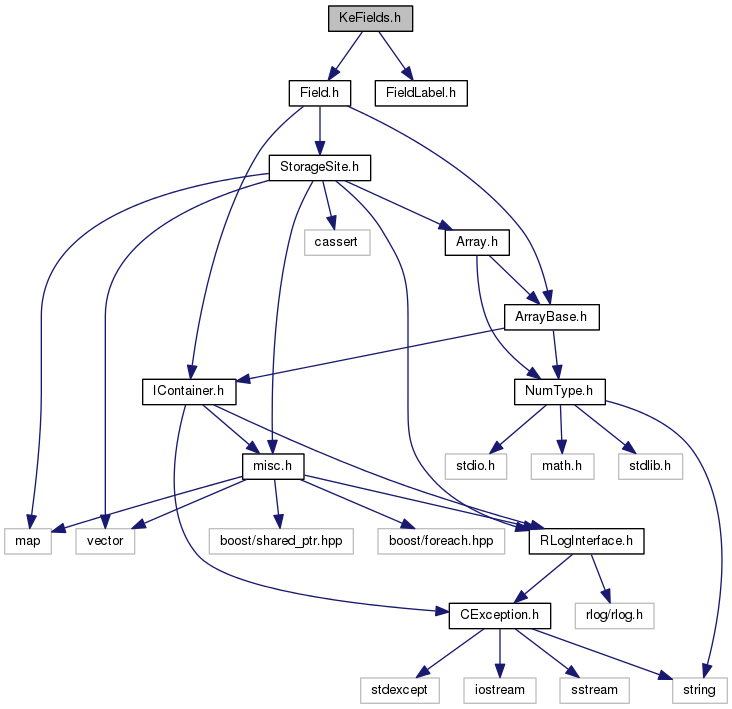 KeFields.h
Field.h
FieldLabel.h
StorageSite.h
cassert
Array.h
ArrayBase.h
IContainer.h
NumType.h
misc.h
stdio.h
math.h
stdlib.h
map
vector
boost/shared_ptr.hpp
boost/foreach.hpp
RLogInterface.h
CException.h
rlog/rlog.h
stdexcept
iostream
sstream
string